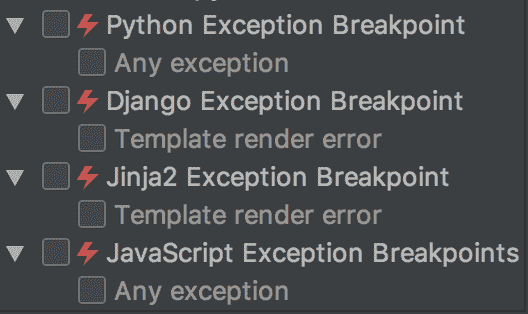 Python Exception Breakpoint
Any exception
Django Exception Breakpoint
Template render error
Jinja2 Exception Breakpoint
Template render error
JavaScript Exception Breakpoints
Any exception